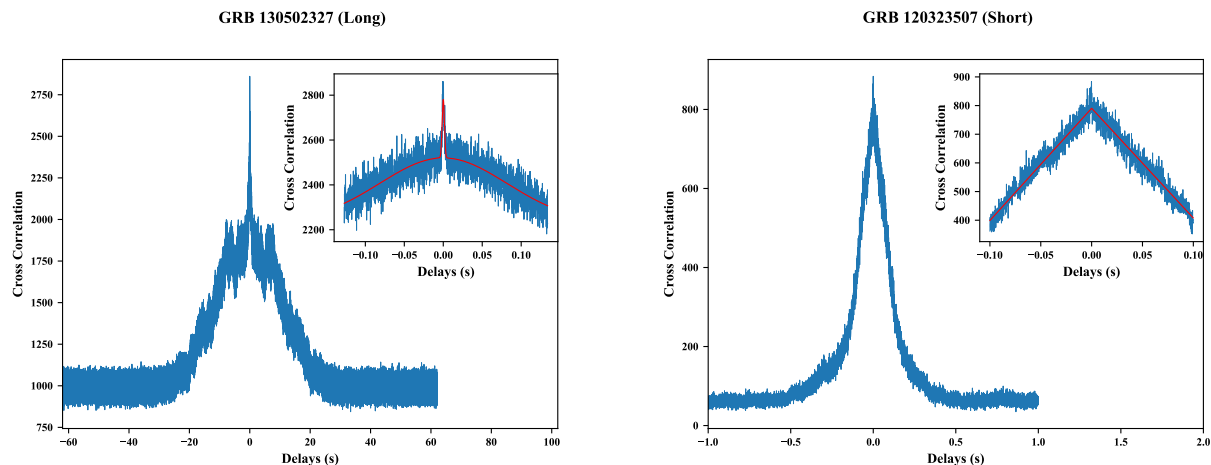 GRB 130502327 (Long)
Cross Correlation
2750
2500
2250
2000
1750
1500
1250
1000
750
−60 −40 −20 0 20 40 60 80 100
Delays (s)
Cross Correlation
2800
2600
2400
2200
−0.10 −0.05 0.00 0.05 0.10
Delays (s)
GRB 120323507 (Short)
Cross Correlation
800
600
400
200
0
−1.0 −0.5 0.0 0.5 1.0 1.5 2.0
Delays (s)
Cross Correlation
900
800
700
600
500
400
−0.10 −0.05 0.00 0.05 0.10
Delays (s)